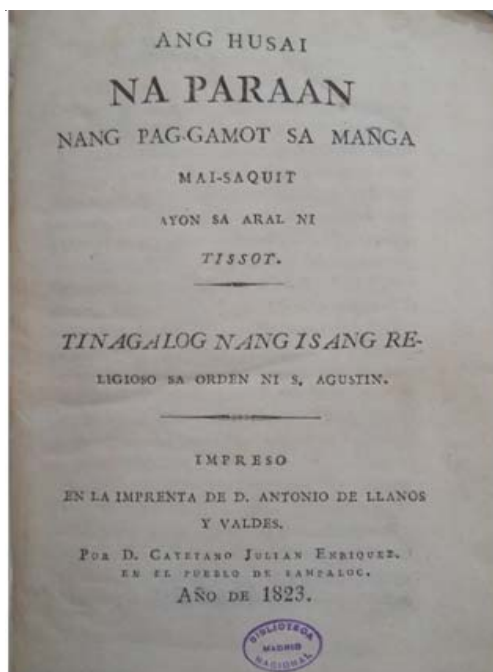 ANG HUSAI
NA PARAAN
NANG PAG-GAMOT SA MAÑGA
MAI-SAQUIT
AYON SA ARAL NI
TISSOT.
TINAGALOG NANG ISANG RE-
LIGIOSO SA ORDEN NI S. AGUSTIN.
IMPRESO
EN LA IMPRENTA DE D. ANTONIO DE LLANOS
Y VALDES.
POR D. CAYETANO JULIAN ENRIQUEZ.
EN EL PUEBLO DE SAMPALOC.
AÑO DE 1823.
BIBLIOTECA
MADRID
NACIONAL